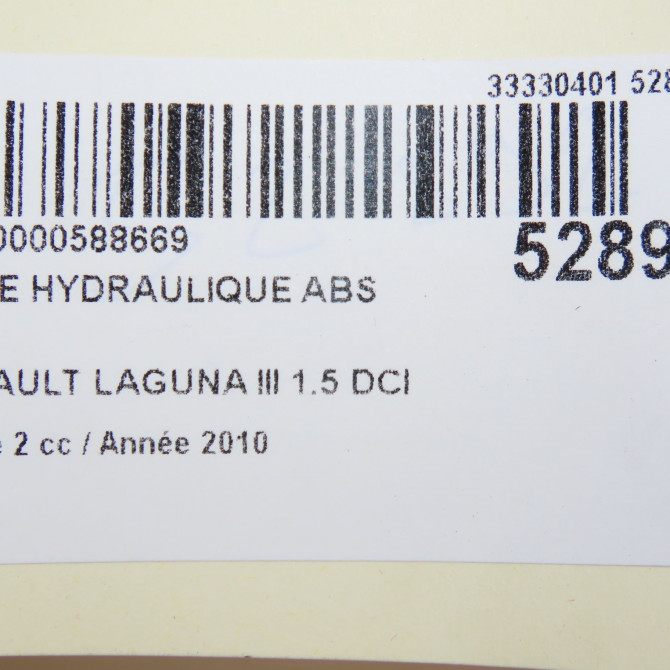 33330401 528
0000588669
5289
E HYDRAULIQUE ABS
AULT LAGUNA III 1.5 DCI
e 2 cc / Année 2010